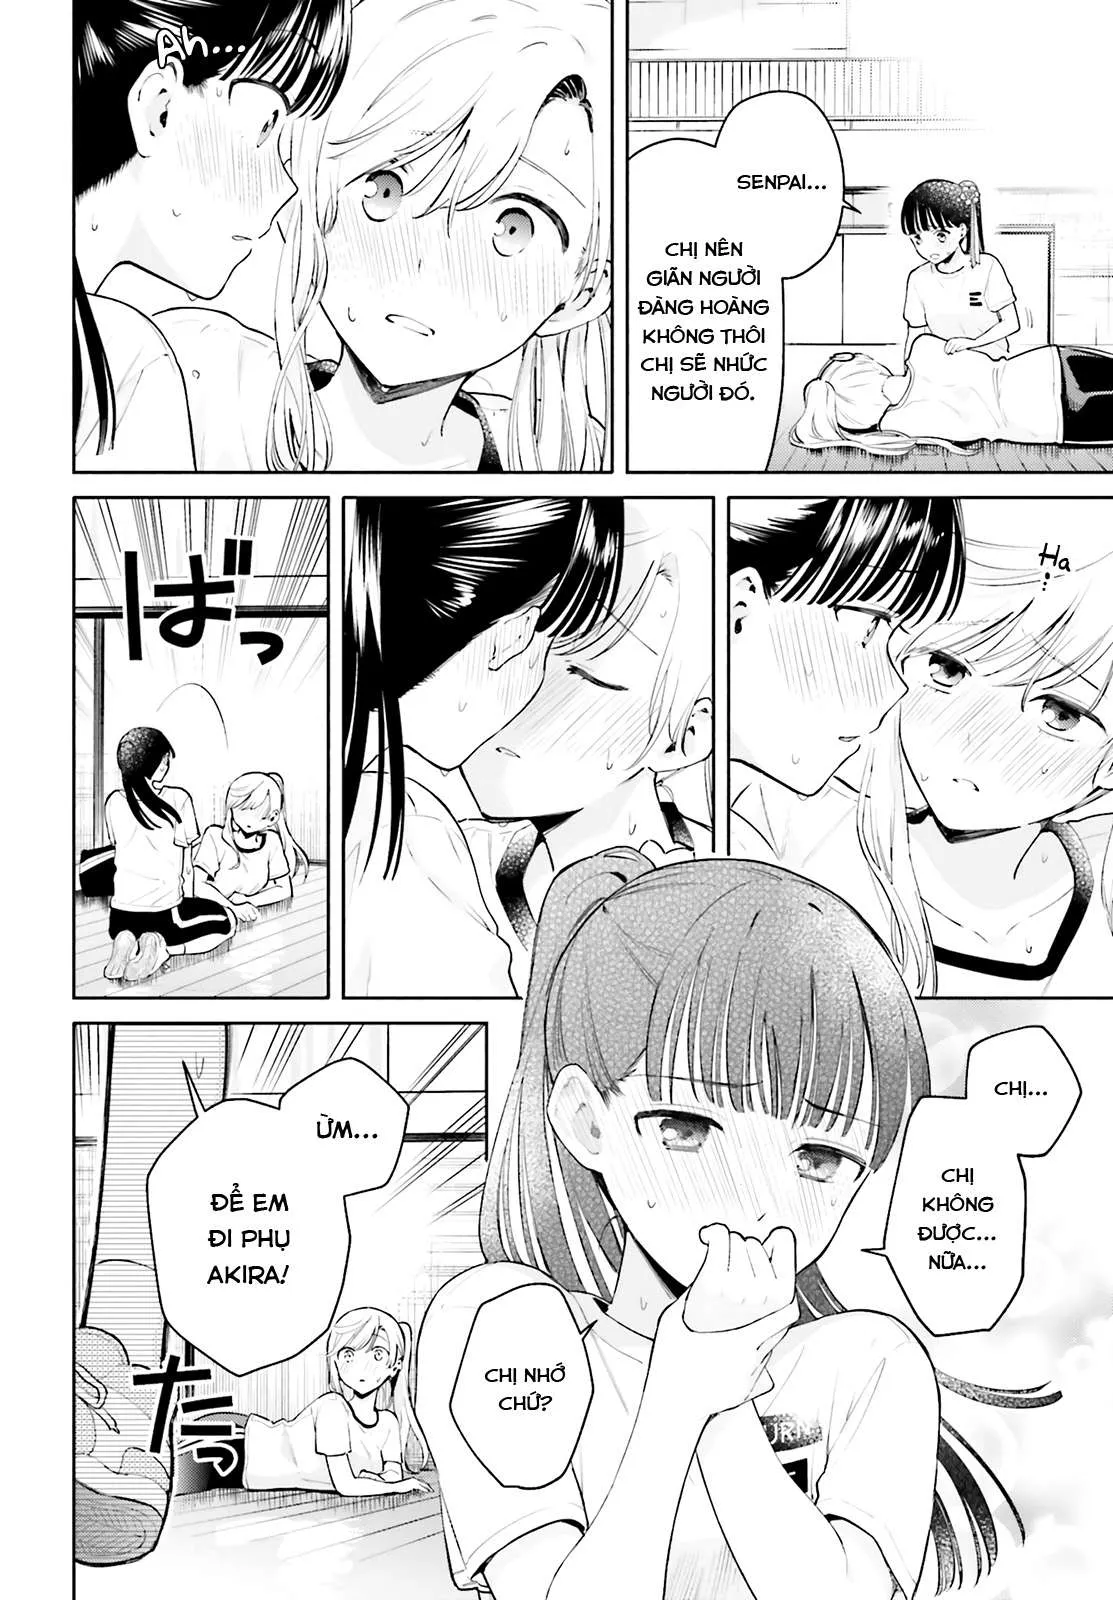 SENPAI...
CHỊ NÊN
GIÃN NGƯỜI
ĐÀNG HOÀNG
KHÔNG THÔI
CHỊ SẼ NHỨC
NGƯỜI ĐÓ.
E
Ah...
Ha
...
ばっ
CHỊ...
CHỊ
KHÔNG
ĐƯỢC...
NỮA...
CHỊ NHỚ
CHỨ?
ỪM...
ĐỂ EM
ĐI PHỤ
AKIRA!
たっ